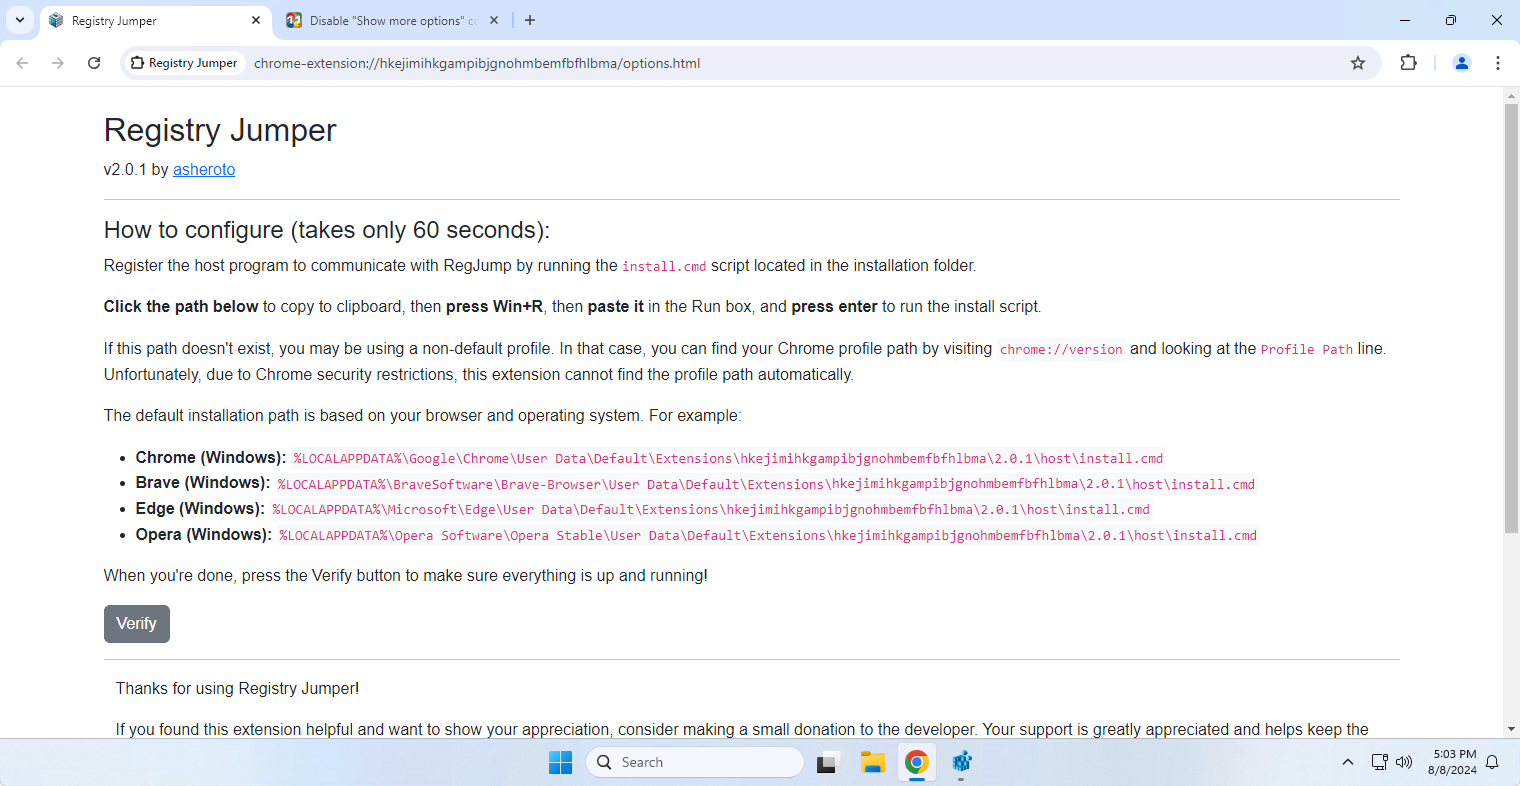 Registry Jumper
Disable "Show more options" c
Registry Jumper
chrome-extension://hkejimihkgampibjgnohmbemfbfhlbma/options.html
Registry Jumper
v2.0.1 by asheroto
How to configure (takes only 60 seconds):
Register the host program to communicate with RegJump by running the install.cmd script located in the installation folder.
Click the path below to copy to clipboard, then press Win+R, then paste it in the Run box, and press enter to run the install script.
If this path doesn't exist, you may be using a non-default profile. In that case, you can find your Chrome profile path by visiting chrome://version and looking at the Profile Path line.
Unfortunately, due to Chrome security restrictions, this extension cannot find the profile path automatically.
The default installation path is based on your browser and operating system. For example:
• Chrome (Windows): %LOCALAPPDATA%\Google\Chrome\User Data\Default\Extensions\hkejimihkgampibjgnohmbemfbfhlbma\2.0.1\host\install.cmd
• Brave (Windows): %LOCALAPPDATA%\BraveSoftware\Brave-Browser\User Data\Default\Extensions\hkejimihkgampibjgnohmbemfbfhlbma\2.0.1\host\install.cmd
• Edge (Windows): %LOCALAPPDATA%\Microsoft\Edge\User Data\Default\Extensions\hkejimihkgampibjgnohmbemfbfhlbma\2.0.1\host\install.cmd
• Opera (Windows): %LOCALAPPDATA%\Opera Software\Opera Stable\User Data\Default\Extensions\hkejimihkgampibjgnohmbemfbfhlbma\2.0.1\host\install.cmd
When you're done, press the Verify button to make sure everything is up and running!
Verify
Thanks for using Registry Jumper!
If you found this extension helpful and want to show your appreciation, consider making a small donation to the developer. Your support is greatly appreciated and helps keep the
Search
5:03 PM
8/8/2024